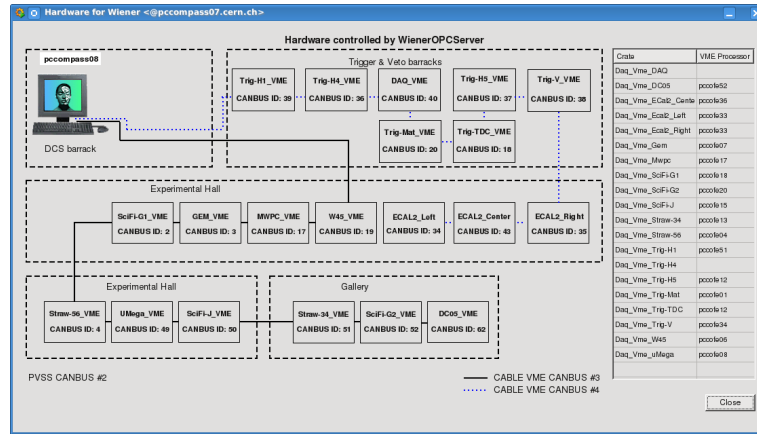 Hardware for Wiener <@pccompass07.cern.ch>
Hardware controlled by WienerOPCServer
pccompass08
DCS barrack
Trigger & Veto barracks
Trig-H1_VME
CANBUS ID: 39
Trig-H4_VME
CANBUS ID: 36
DAQ_VME
CANBUS ID: 40
Trig-H5_VME
CANBUS ID: 37
Trig-V_VME
CANBUS ID: 38
Trig-Mat_VME
CANBUS ID: 20
Trig-TDC_VME
CANBUS ID: 18
Experimental Hall
SciFi-G1_VME
CANBUS ID: 2
GEM_VME
CANBUS ID: 3
MWPC_VME
CANBUS ID: 17
W45_VME
CANBUS ID: 19
ECAL2_Left
CANBUS ID: 34
ECAL2_Center
CANBUS ID: 43
ECAL2_Right
CANBUS ID: 35
Experimental Hall
Straw-56_VME
CANBUS ID: 4
UMega_VME
CANBUS ID: 49
SciFi-J_VME
CANBUS ID: 50
Gallery
Straw-34_VME
CANBUS ID: 51
SciFi-G2_VME
CANBUS ID: 52
DC05_VME
CANBUS ID: 62
PVSS CANBUS #2
CABLE VME CANBUS #3
CABLE VME CANBUS #4
Crate VME Processor
Daq_Vme_DAQ
Daq_Vme_DC05 pccofe52
Daq_Vme_ECal2_Cente pccofe36
Daq_Vme_Ecal2_Left pccofe33
Daq_Vme_Ecal2_Right pccofe33
Daq_Vme_Gem pccofe07
Daq_Vme_Mwpc pccofe17
Daq_Vme_SciFi-G1 pccofe18
Daq_Vme_SciFi-G2 pccofe20
Daq_Vme_SciFi-J pccofe15
Daq_Vme_Straw-34 pccofe13
Daq_Vme_Straw-56 pccofe04
Daq_Vme_Trig-H1 pccofe51
Daq_Vme_Trig-H4
Daq_Vme_Trig-H5 pccofe12
Daq_Vme_Trig-Mat pccofe01
Daq_Vme_Trig-TDC pccofe12
Daq_Vme_Trig-V pccofe34
Daq_Vme_W45 pccofe06
Daq_Vme_uMega pccofe08
Close